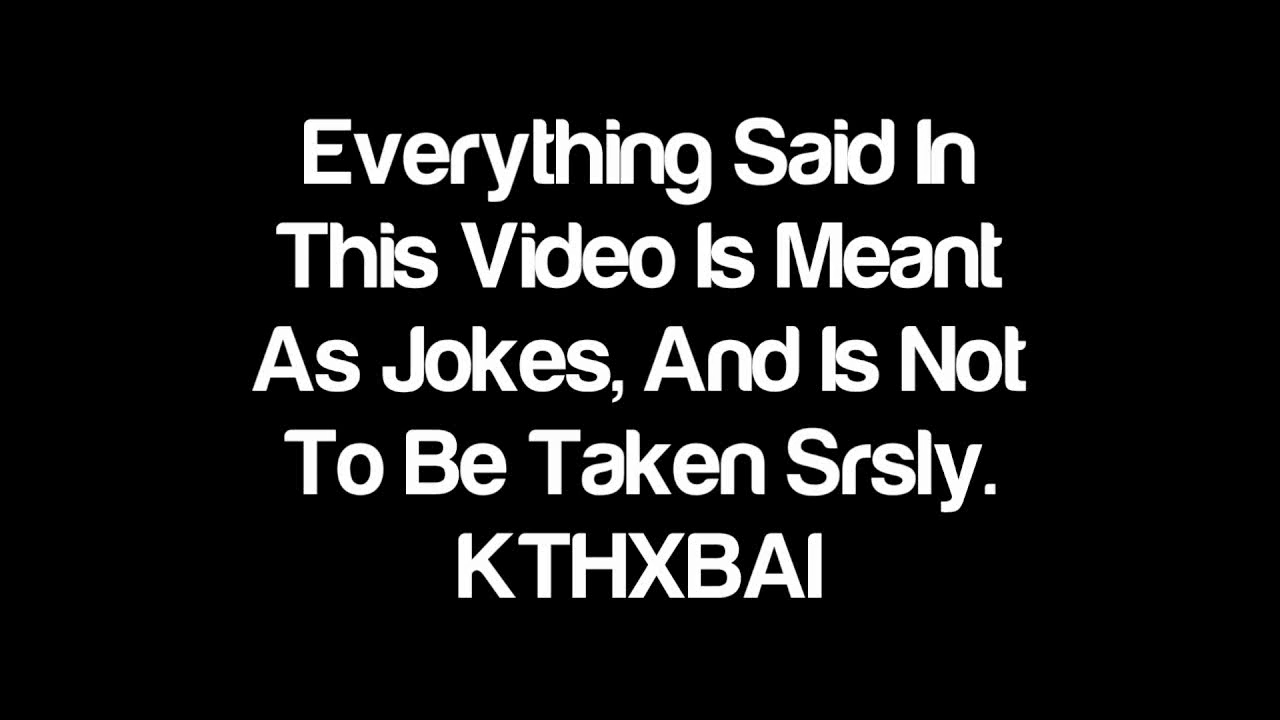 Everything Said In
This Video Is Meant
As Jokes, And Is Not
To Be Taken Srsly.
KTHXBAI